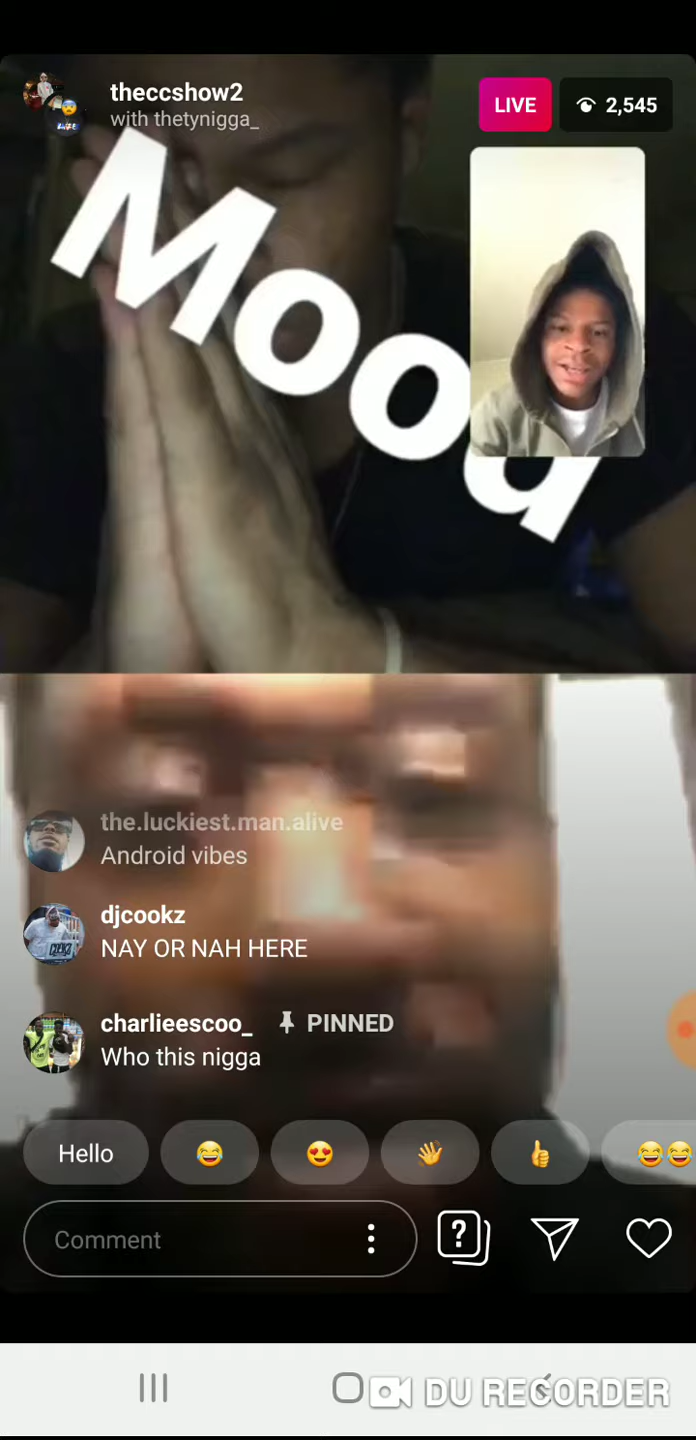 theccshow2
with thetynigga_
LIVE
2,545
Mood
the.luckiest.man.alive
Android vibes
djcookz
NAY OR NAH HERE
charlieescoo_ PINNED
Who this nigga
Hello
Comment
DU RECORDER